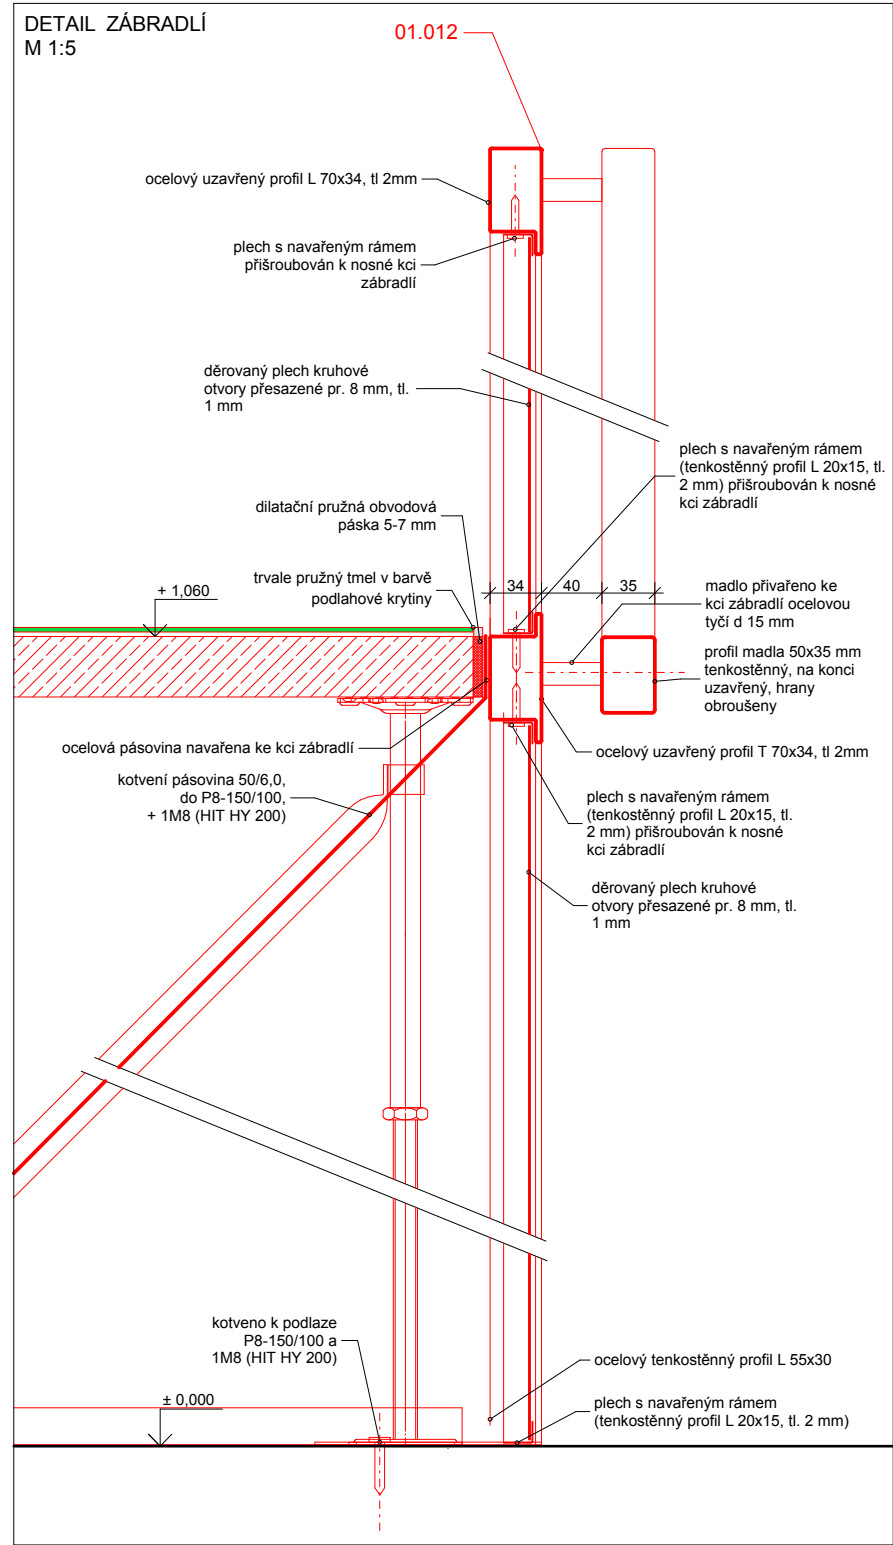 DETAIL ZÁBRADLÍ
M 1:5
01.012
ocelový uzavřený profil L 70x34, tl 2mm
plech s navařeným rámem
přišroubován k nosné kci
zábradlí
děrovaný plech kruhové
otvory přesazené pr. 8 mm, tl.
1 mm
plech s navařeným rámem
(tenkostěnný profil L 20x15, tl.
2 mm) přišroubován k nosné
kci zábradlí
dilatační pružná obvodová
páska 5-7 mm
trvale pružný tmel v barvě
podlahové krytiny
+ 1,060
34
40
35
madlo přivařeno ke
kci zábradlí ocelovou
tyčí d 15 mm
profil madla 50x35 mm
tenkostěnný, na konci
uzavřený, hrany
obroušeny
ocelová pásovina navařena ke kci zábradlí
ocelový uzavřený profil T 70x34, tl 2mm
kotvení pásovina 50/6,0,
do P8-150/100,
+ 1M8 (HIT HY 200)
plech s navařeným rámem
(tenkostěnný profil L 20x15, tl.
2 mm) přišroubován k nosné
kci zábradlí
děrovaný plech kruhové
otvory přesazené pr. 8 mm, tl.
1 mm
kotveno k podlaze
P8-150/100 a
1M8 (HIT HY 200)
ocelový tenkostěnný profil L 55x30
± 0,000
plech s navařeným rámem
(tenkostěnný profil L 20x15, tl. 2 mm)